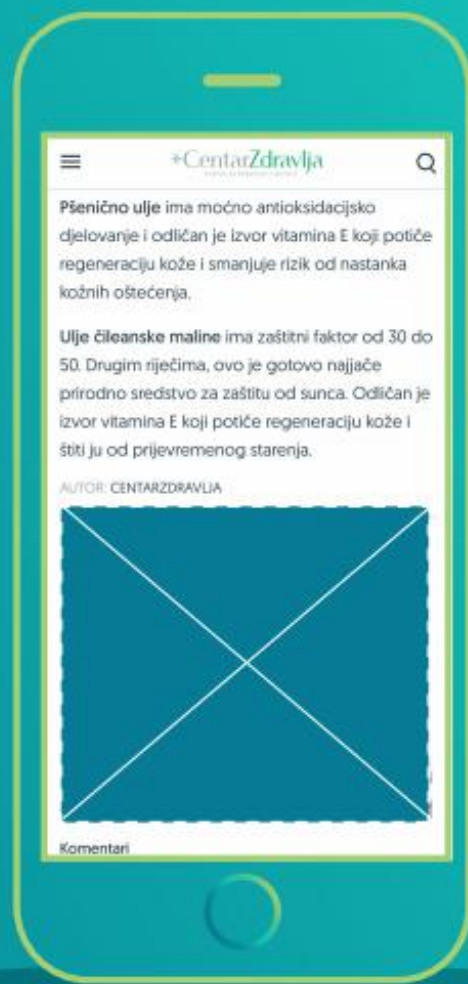 +CentarZdravlja
Pšenično ulje ima moćno antioksidacijsko
djelovanje i odličan je izvor vitamina E koji potiče
regeneraciju kože i smanjuje rizik od nastanka
kožnih oštećenja.
Ulje čileanske maline ima zaštitni faktor od 30 do
50. Drugim riječima, ovo je gotovo najjače
prirodno sredstvo za zaštitu od sunca. Odličan je
izvor vitamina E koji potiče regeneraciju kože i
štiti ju od prijevremenog starenja.
AUTOR: CENTARZDRAVLJA
Komentari